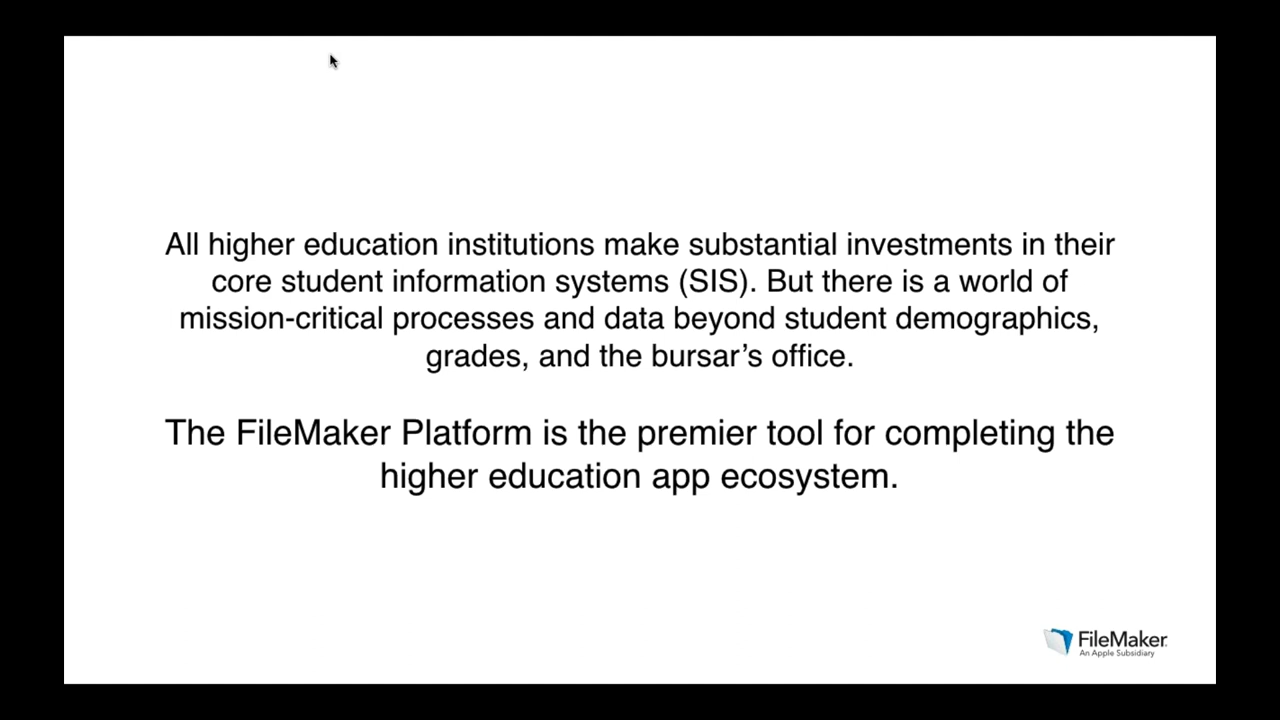 All higher education institutions make substantial investments in their
core student information systems (SIS). But there is a world of
mission-critical processes and data beyond student demographics,
grades, and the bursar’s office.
The FileMaker Platform is the premier tool for completing the
higher education app ecosystem.
FileMaker
An Apple Subsidiary